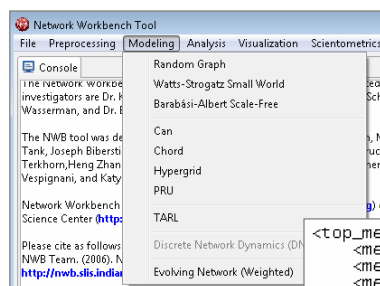 Network Workbench Tool
File Preprocessing Modeling Analysis Visualization Scientometrics
Console
Random Graph
Watts-Strogatz Small World
Barabási-Albert Scale-Free
Can
Chord
Hypergrid
PRU
TARL
Discrete Network Dynamics (DN
Evolving Network (Weighted)
The Network Workben
investigators are Dr. K
Wasserman, and Dr. E
The NWB tool was de
Tank, Joseph Bibersti
Terkhorn,Heng Zhan
Vespignani, and Katy
Network Workbench
Science Center (http:
Please cite as follows
NWB Team. (2006). N
http://nwb.slis.indian
<top_me
<me
<me
<me